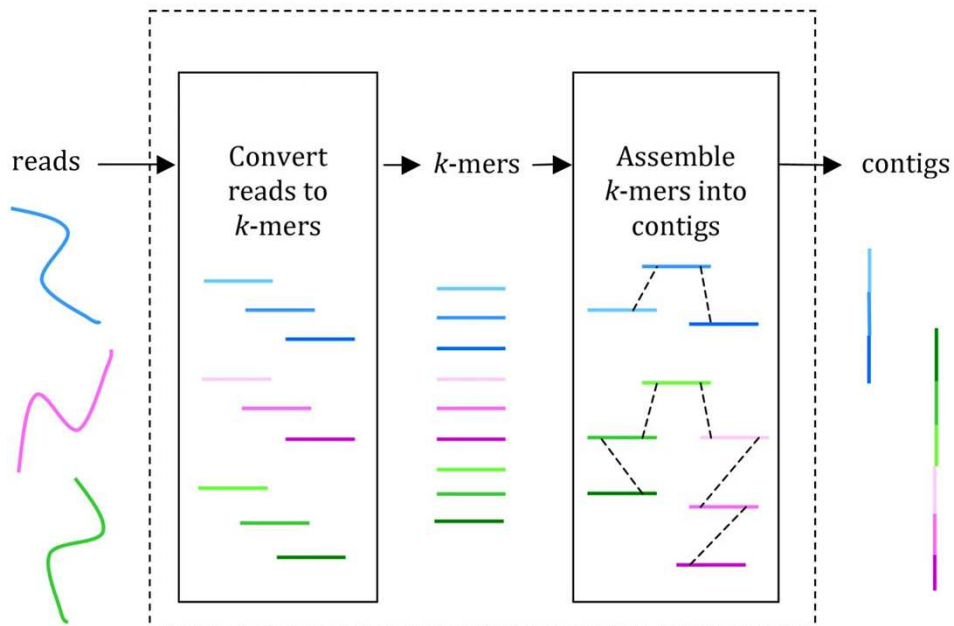 reads
Convert
reads to
k-mers
k-mers
Assemble
k-mers into
contigs
contigs